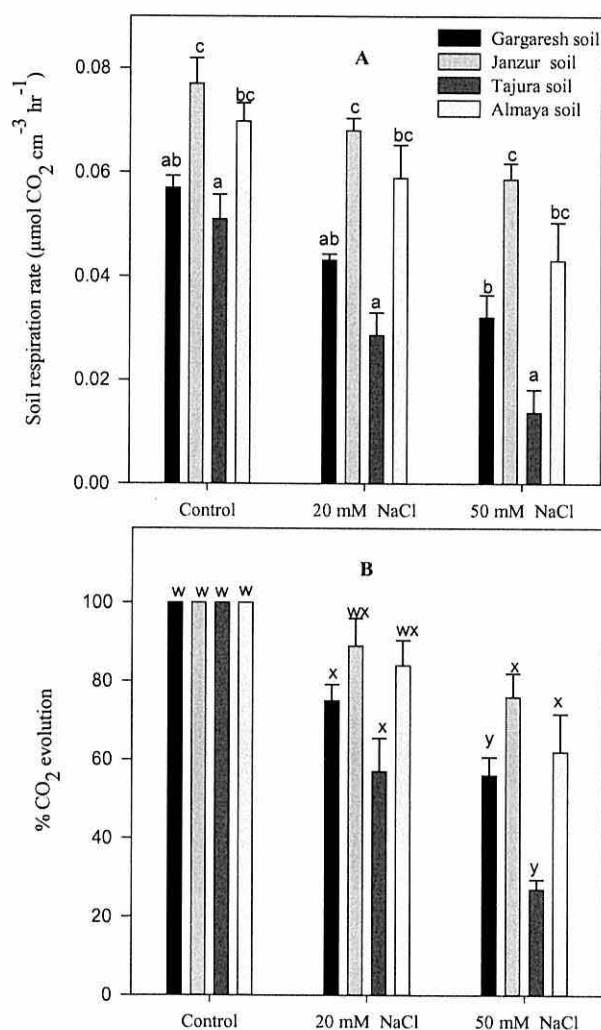 A
Gargaresh soil
Janzur soil
Tajura soil
Almaya soil
Soil respiration rate (µmol CO₂ cm⁻³ hr⁻¹)
0.08
0.06
0.04
0.02
0.00
ab c a bc
ab c a bc
b c a bc
Control 20 mM NaCl 50 mM NaCl
B
% CO₂ evolution
100
80
60
40
20
0
w w w w
x wx x wx
y x y x
Control 20 mM NaCl 50 mM NaCl